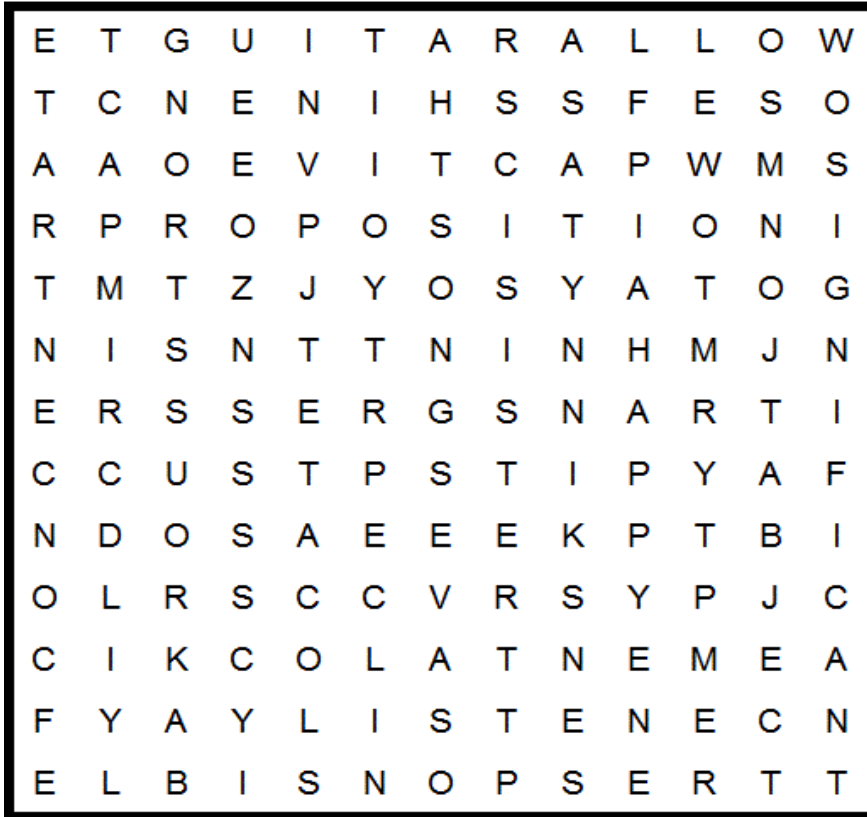 E T G U I T A R A L L O W
T C N E N I H S S F E S O
A A O E V I T C A P W M S
R P R O P O S I T I O N I
T M T Z J Y O S Y A T O G
N I S N T T N I N H M J N
E R S S E R G S N A R T I
C C U S T P S T I P Y A F
N D O S A E E E K P T B I
O L R S C C V R S Y P J C
C I K C O L A T N E M E A
F Y A Y L I S T E N E C N
E L B I S N O P S E R T T